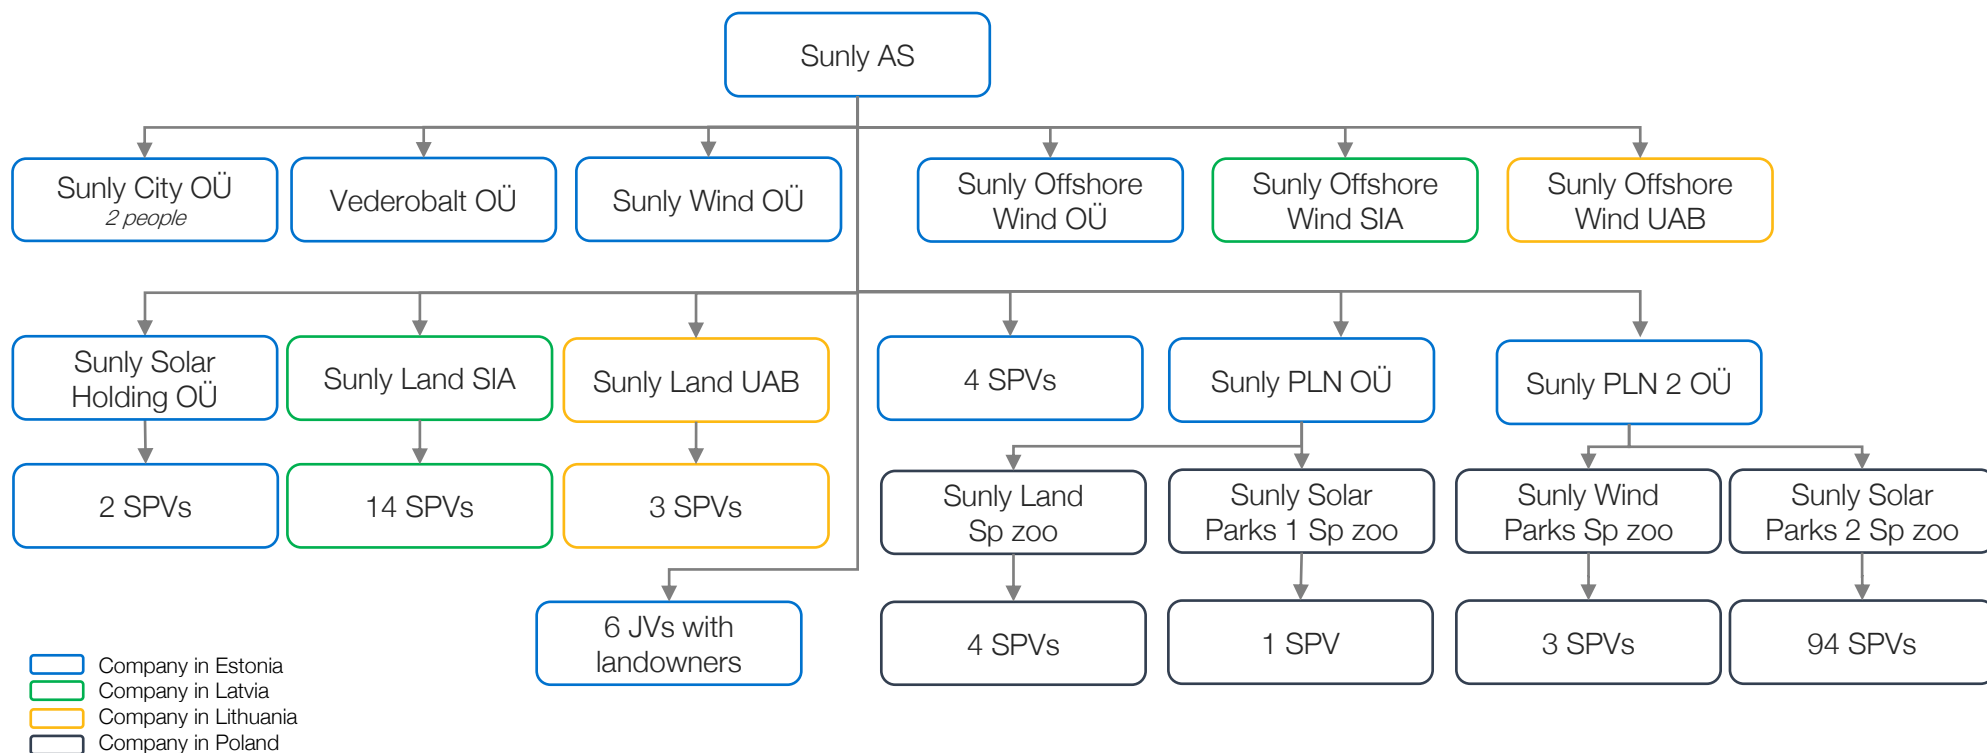 Sunly AS
Sunly City OÜ
2 people
Vederobalt OÜ
Sunly Wind OÜ
Sunly Offshore
Wind OÜ
Sunly Offshore
Wind SIA
Sunly Offshore
Wind UAB
Sunly Solar
Holding OÜ
Sunly Land SIA
Sunly Land UAB
4 SPVs
Sunly PLN OÜ
Sunly PLN 2 OÜ
2 SPVs
14 SPVs
3 SPVs
Sunly Land
Sp zoo
Sunly Solar
Parks 1 Sp zoo
Sunly Wind
Parks Sp zoo
Sunly Solar
Parks 2 Sp zoo
6 JVs with
landowners
4 SPVs
1 SPV
3 SPVs
94 SPVs
Company in Estonia
Company in Latvia
Company in Lithuania
Company in Poland